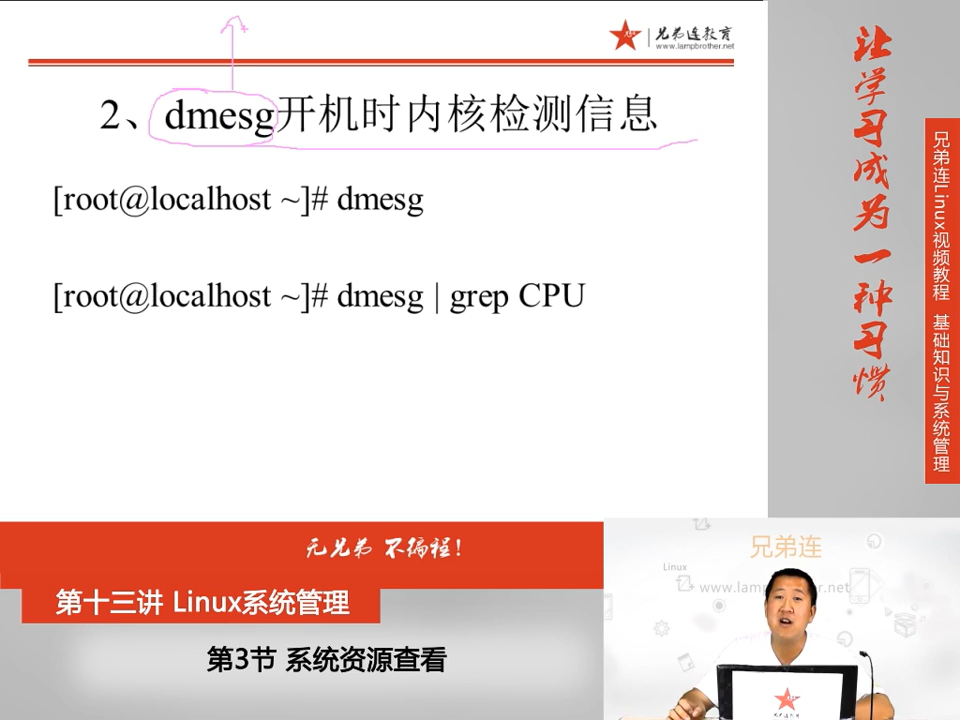 兄弟连教育
www.lampbrother.net
2、dmesg开机时内核检测信息
[root@localhost ~]# dmesg
[root@localhost ~]# dmesg | grep CPU
让学习成为一种习惯
兄弟连Linux视频教程 基础知识与系统管理
无兄弟 不编程!
第十三讲 Linux系统管理
第3节 系统资源查看
兄弟连
Linux
www.lampbrother.net
兄弟连教育